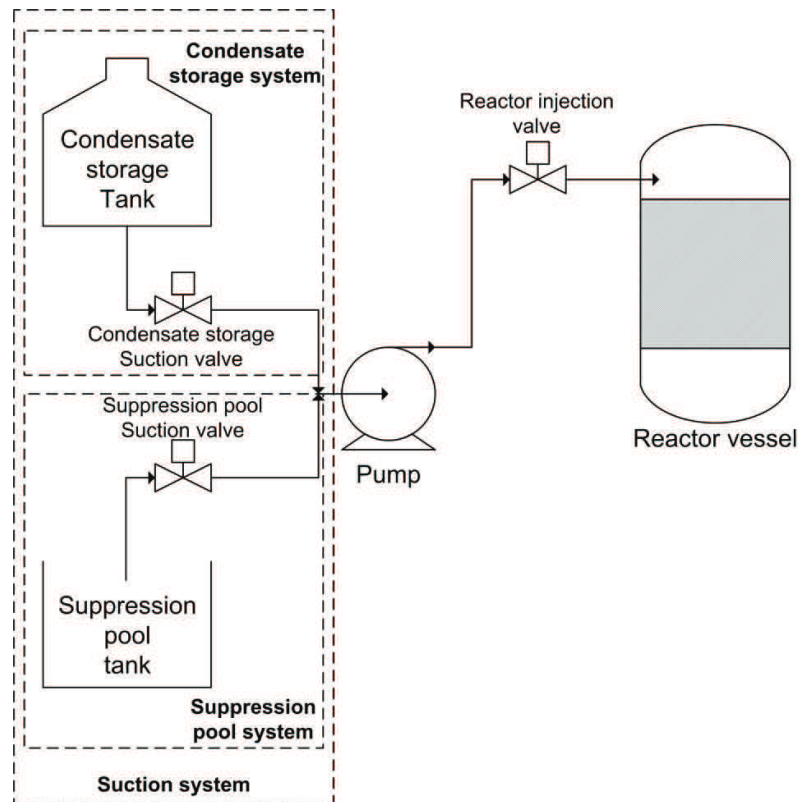 Condensate
storage system
Condensate
storage
Tank
Condensate storage
Suction valve
Suppression pool
Suction valve
Suppression
pool
tank
Suppression
pool system
Suction system
Pump
Reactor injection
valve
Reactor vessel